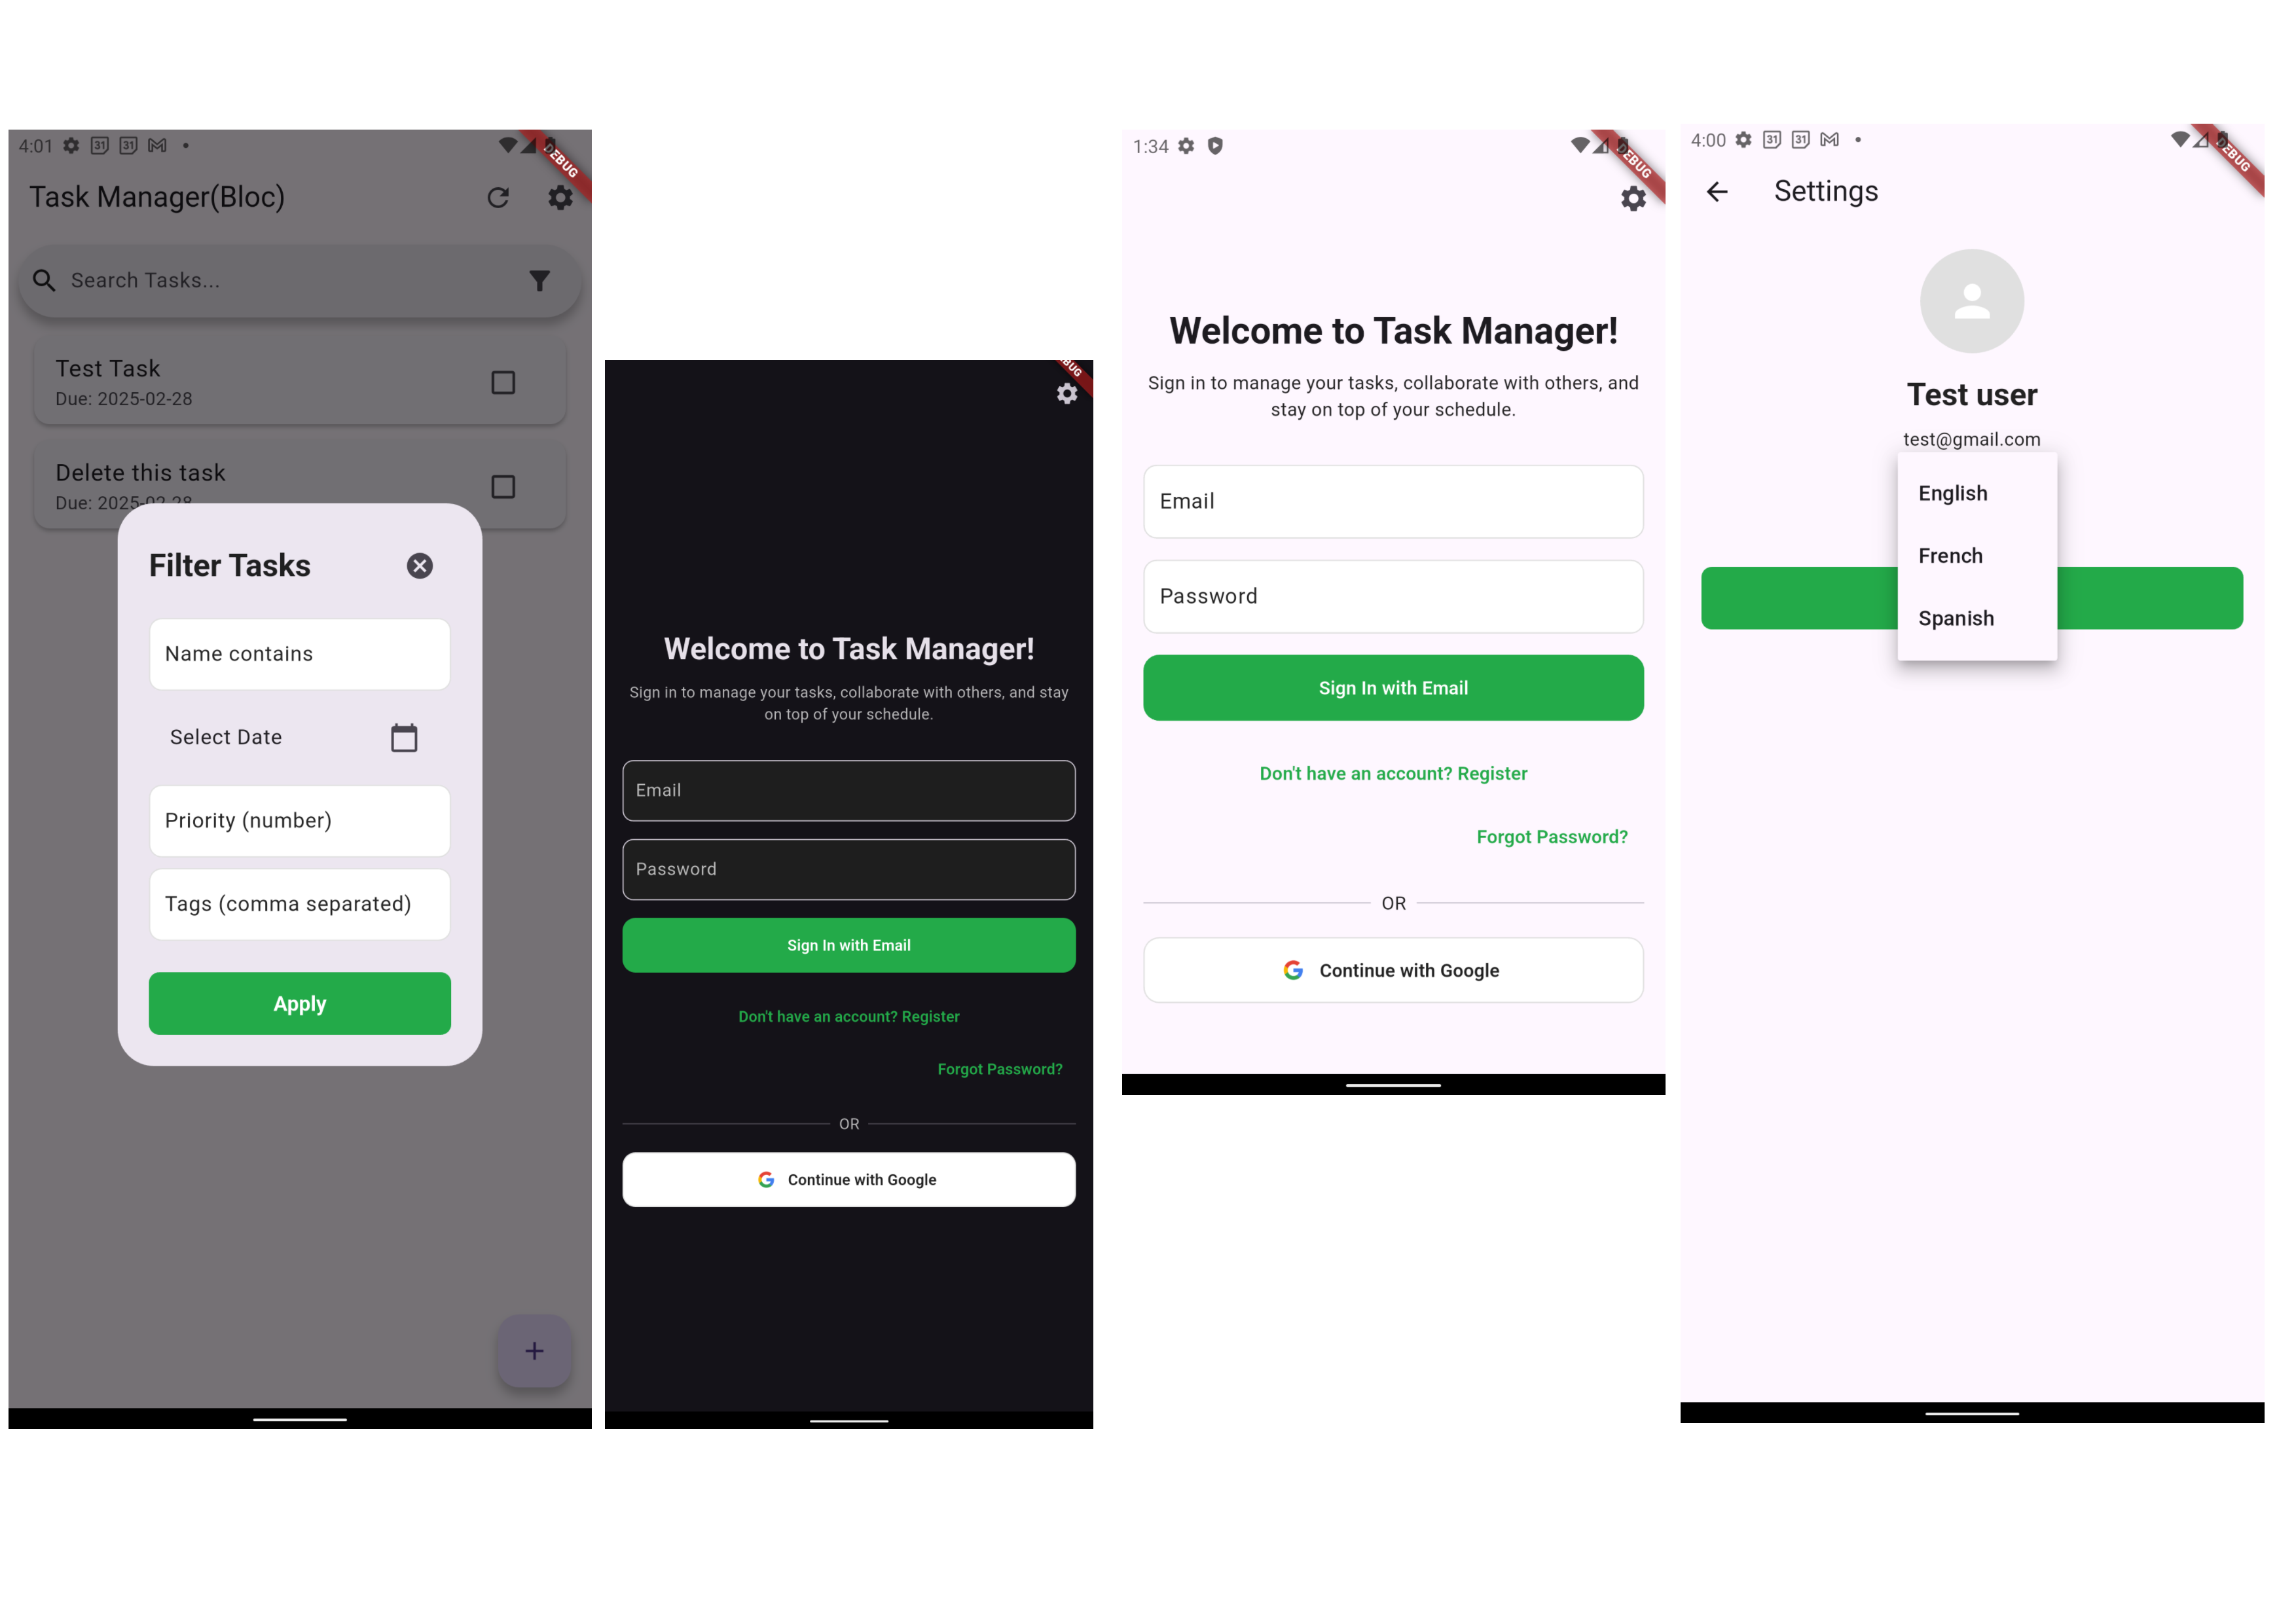 4:01
31
31
DEBUG
Task Manager(Bloc)
Search Tasks...
Test Task
Due: 2025-02-28
Delete this task
Due: 2025-02-28
Filter Tasks
Name contains
Select Date
Priority (number)
Tags (comma separated)
Apply
Welcome to Task Manager!
Sign in to manage your tasks, collaborate with others, and stay
on top of your schedule.
Email
Password
Sign In with Email
Don't have an account? Register
Forgot Password?
OR
Continue with Google
1:34
Welcome to Task Manager!
Sign in to manage your tasks, collaborate with others, and
stay on top of your schedule.
Email
Password
Sign In with Email
Don't have an account? Register
Forgot Password?
OR
Continue with Google
4:00
31
31
Settings
Test user
test@gmail.com
English
French
Spanish